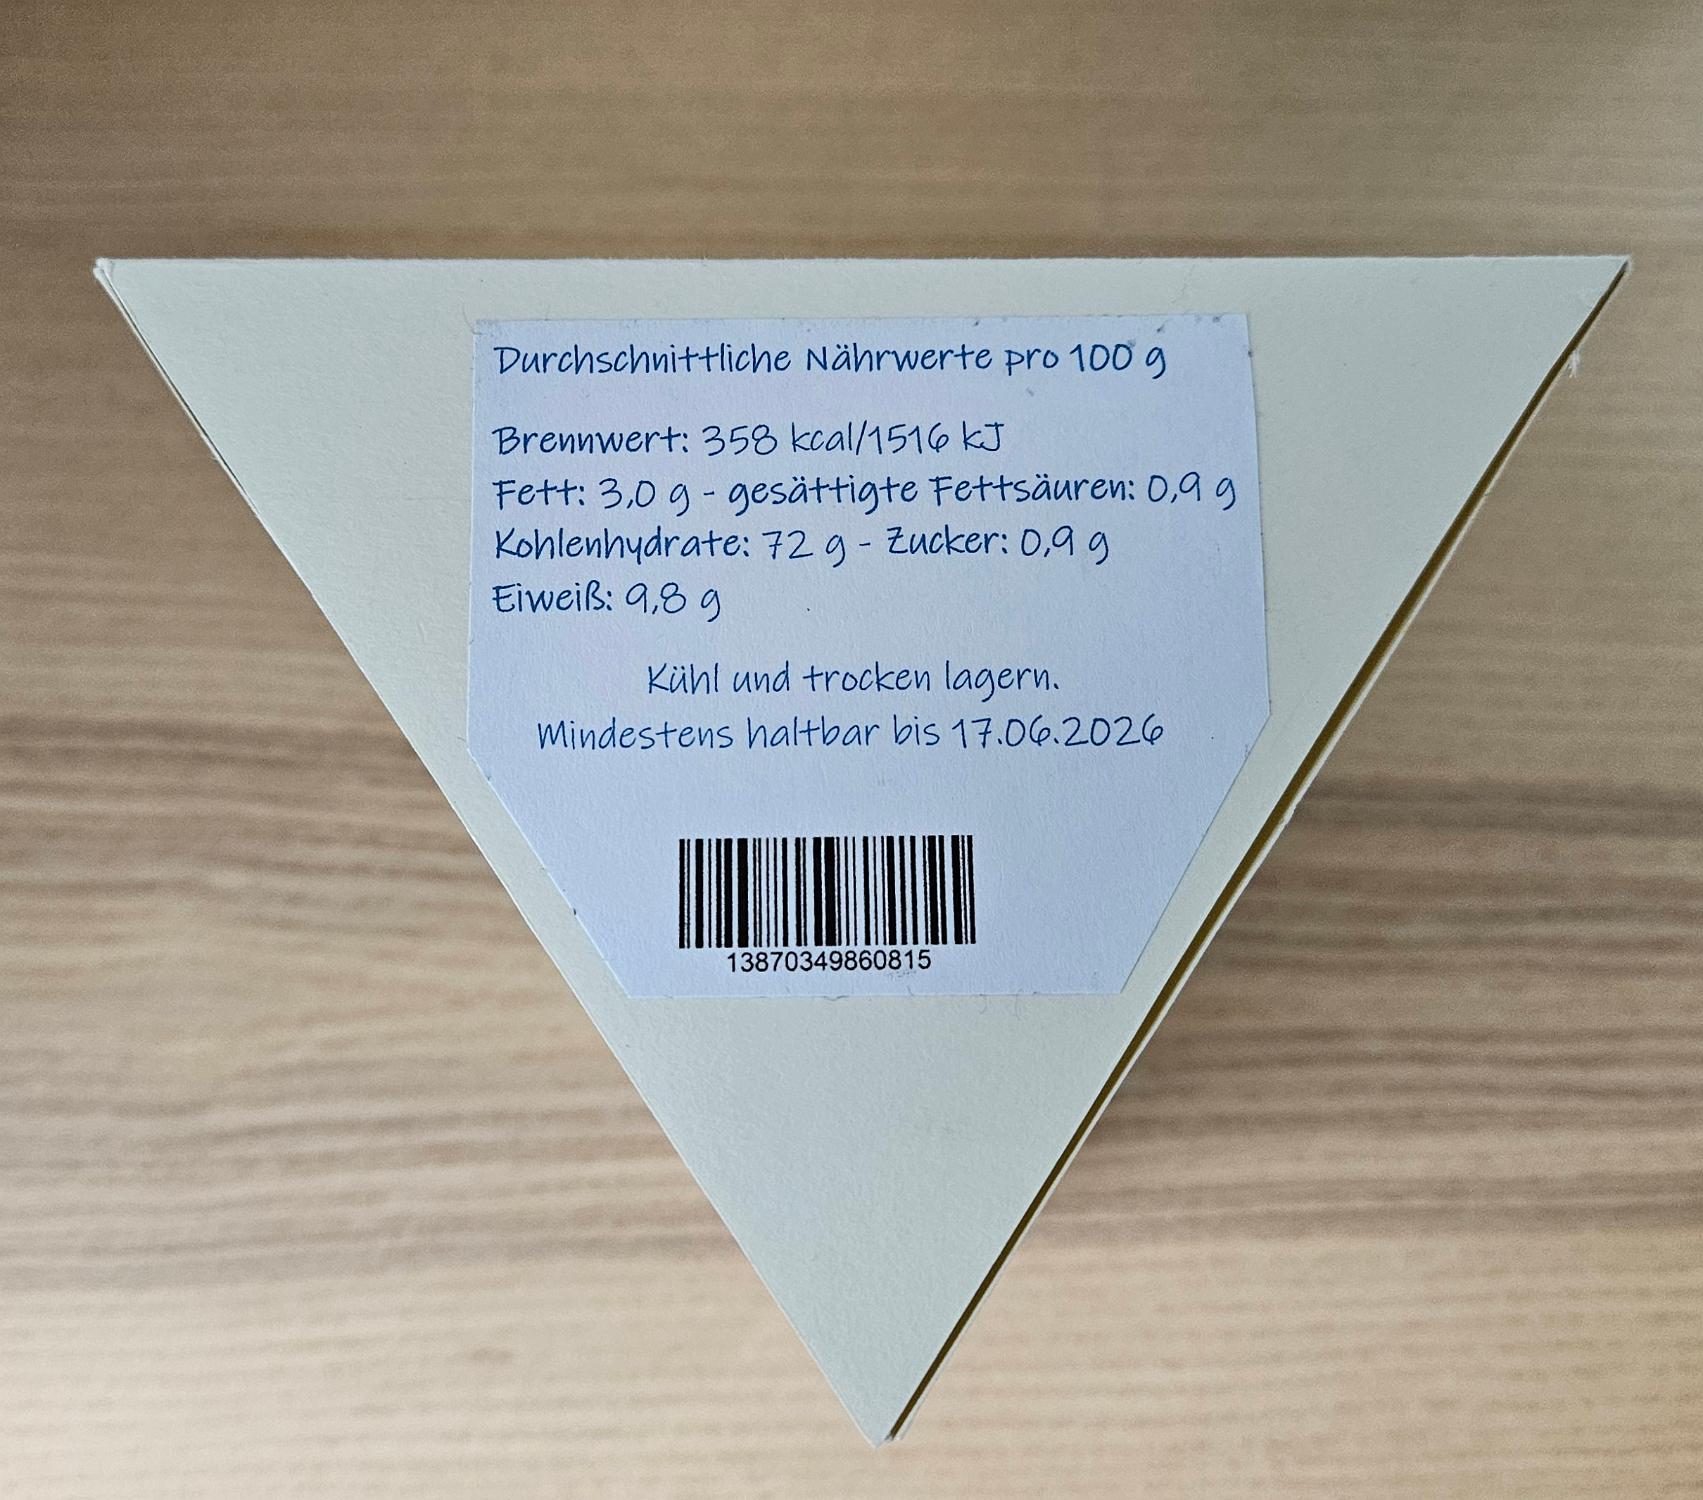 Durchschnittliche Nährwerte pro 100 g
Brennwert: 358 kcal/1516 kJ
Fett: 3,0 g - gesättigte Fettsäuren: 0,9 g
Kohlenhydrate: 72 g - Zucker: 0,9 g
Eiweiß: 9,8 g
Kühl und trocken lagern.
Mindestens haltbar bis 17.06.2026
13870349860815